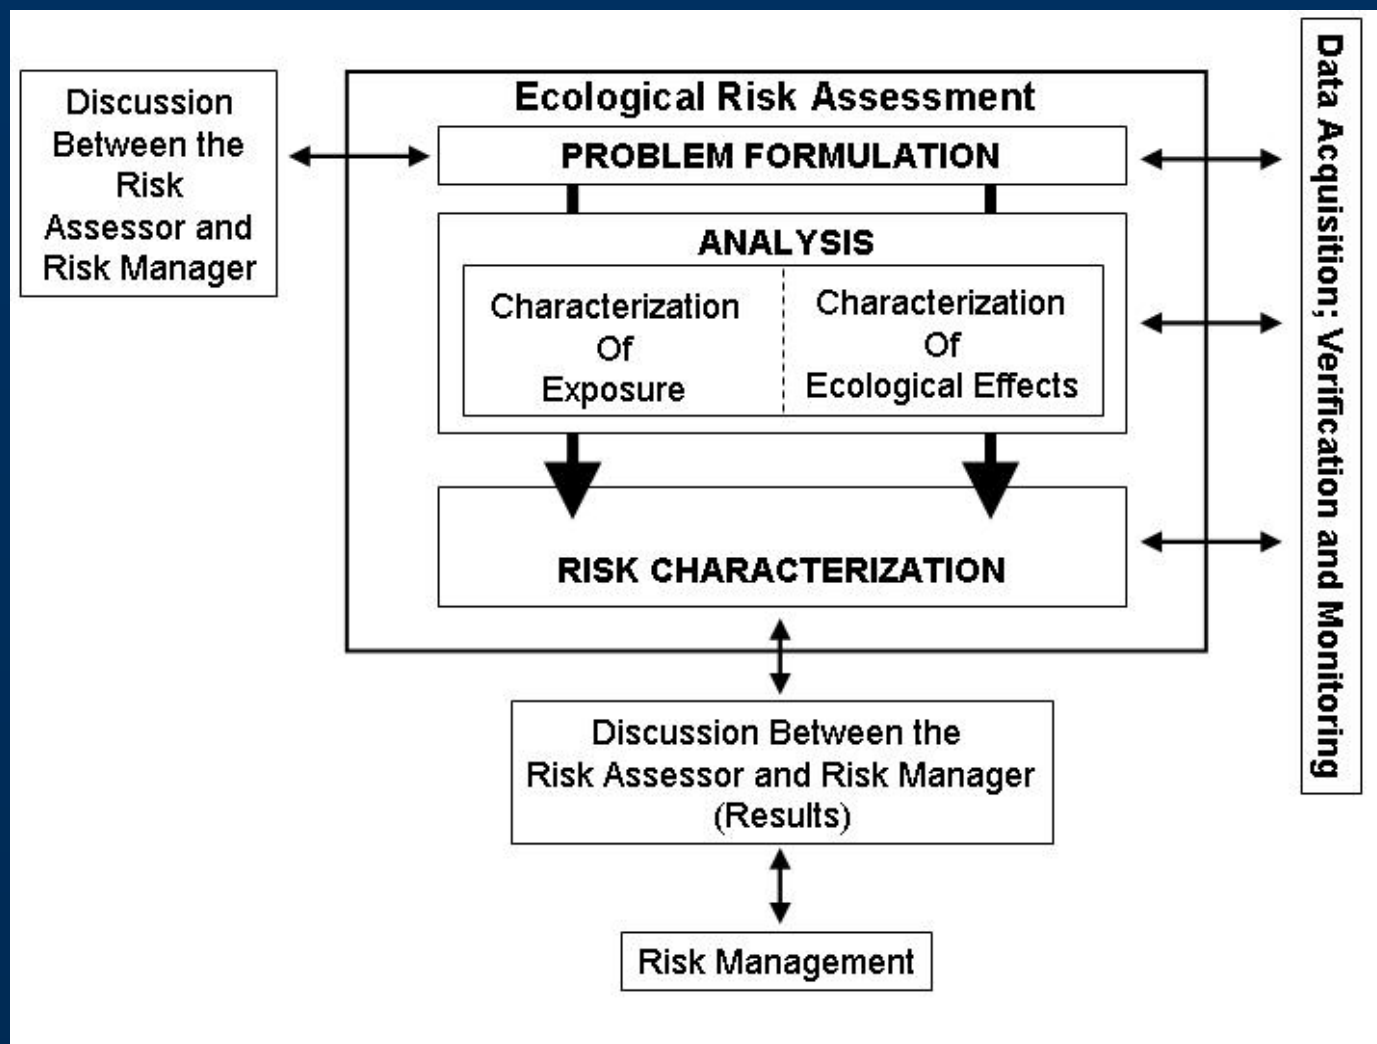 Discussion
Between the
Risk
Assessor and
Risk Manager
Ecological Risk Assessment
PROBLEM FORMULATION
ANALYSIS
Characterization
Of
Exposure
Characterization
Of
Ecological Effects
RISK CHARACTERIZATION
Discussion Between the
Risk Assessor and Risk Manager
(Results)
Risk Management
Data Acquisition; Verification and Monitoring